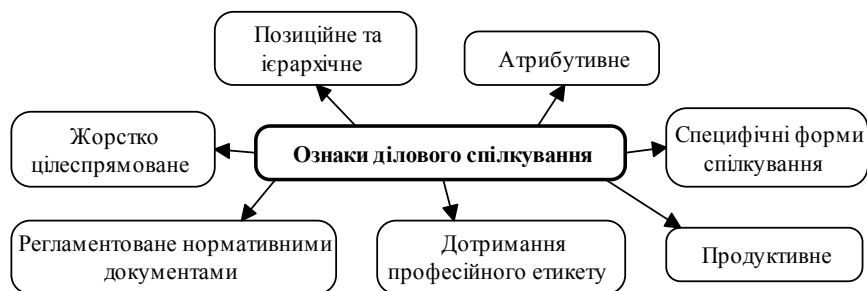 Позиційне та
ієрархічне
Атрибутивне
Жорстко
цілеспрямоване
Ознаки ділового спілкування
Специфічні форми
спілкування
Регламентоване нормативними
документами
Дотримання
професійного етикету
Продуктивне